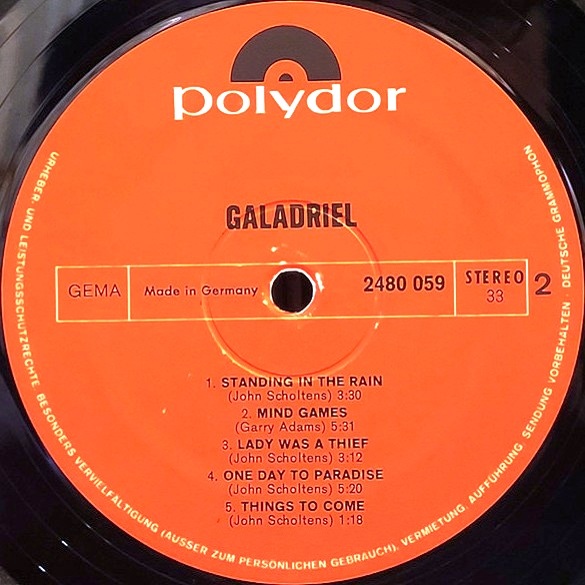 polydor
GALADRIEL
GEMA
Made in Germany
2480 059
STEREO
33
2
1. STANDING IN THE RAIN
(John Scholtens) 3:30
2. MIND GAMES
(Garry Adams) 5:31
3. LADY WAS A THIEF
(John Scholtens) 3:12
4. ONE DAY TO PARADISE
(John Scholtens) 5:20
5. THINGS TO COME
(John Scholtens) 1:18
URHEBER- UND LEISTUNGSSCHUTZRECHTE BESONDERS VERVIELFÄLTIGUNG (AUSSER ZUM PERSÖNLICHEN GEBRAUCH), VERMIETUNG, AUFFÜHRUNG, SENDUNG VORBEHALTEN DEUTSCHE GRAMMOPHON